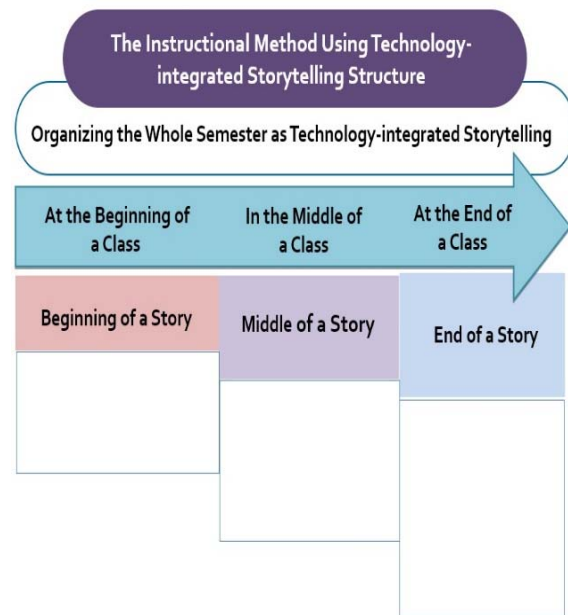 The Instructional Method Using Technology-
integrated Storytelling Structure
Organizing the Whole Semester as Technology-integrated Storytelling
At the Beginning of
a Class
In the Middle of
a Class
At the End of
a Class
Beginning of a Story
Middle of a Story
End of a Story